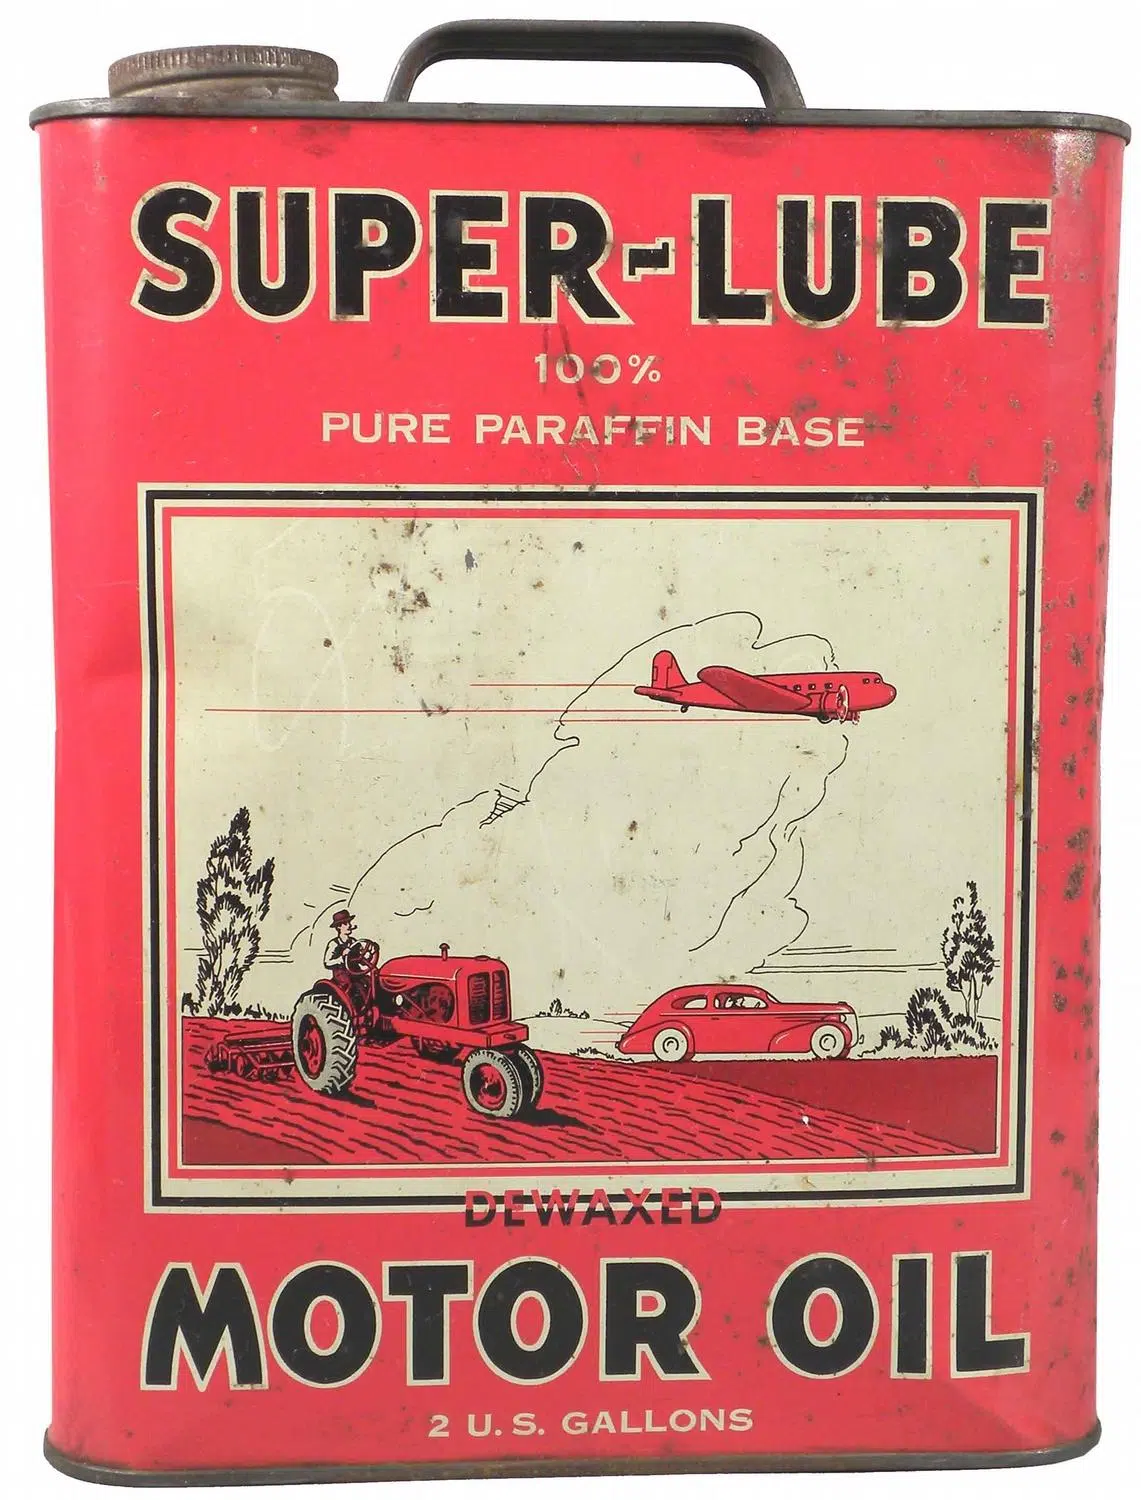 SUPER-LUBE
100%
PURE PARAFFIN BASE
DEWAXED
MOTOR OIL
2 U.S. GALLONS